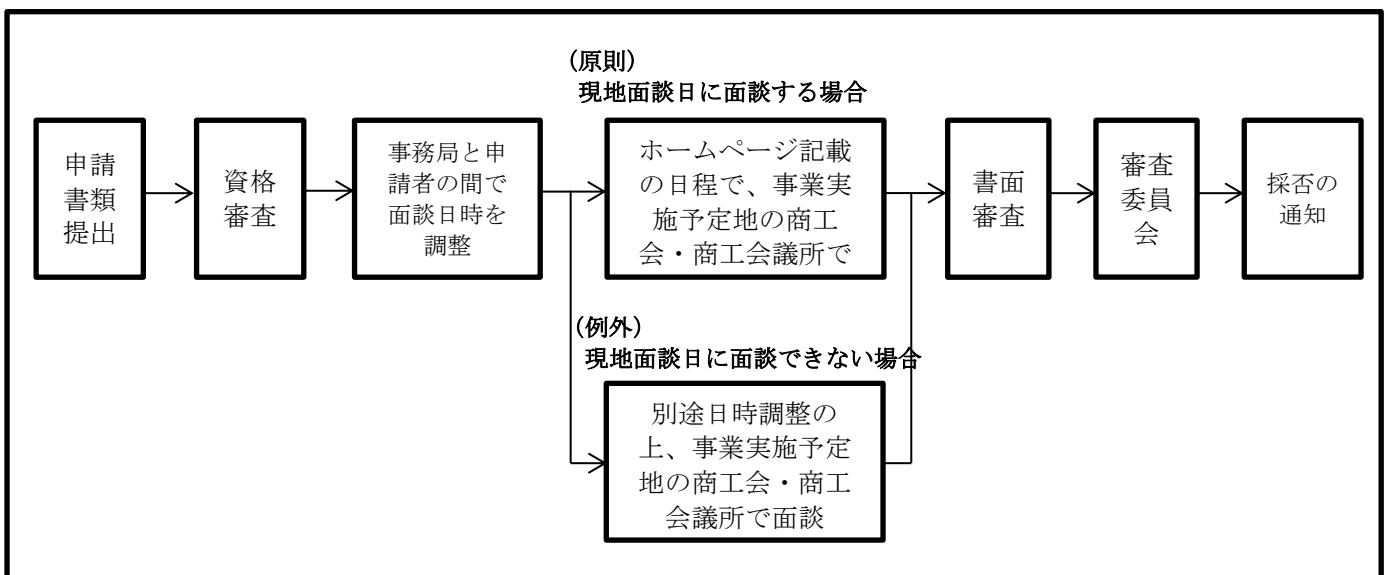 申請
書類
提出
資格
審査
事務局と申
請者の間で
面談日時を
調整
(原則)
現地面談日に面談する場合
ホームページ記載
の日程で、事業実
施予定地の商工
会・商工会議所で
(例外)
現地面談日に面談できない場合
別途日時調整の
上、事業実施予定
地の商工会・商工
会議所で面談
書面
審査
審査
委員
会
採否の
通知